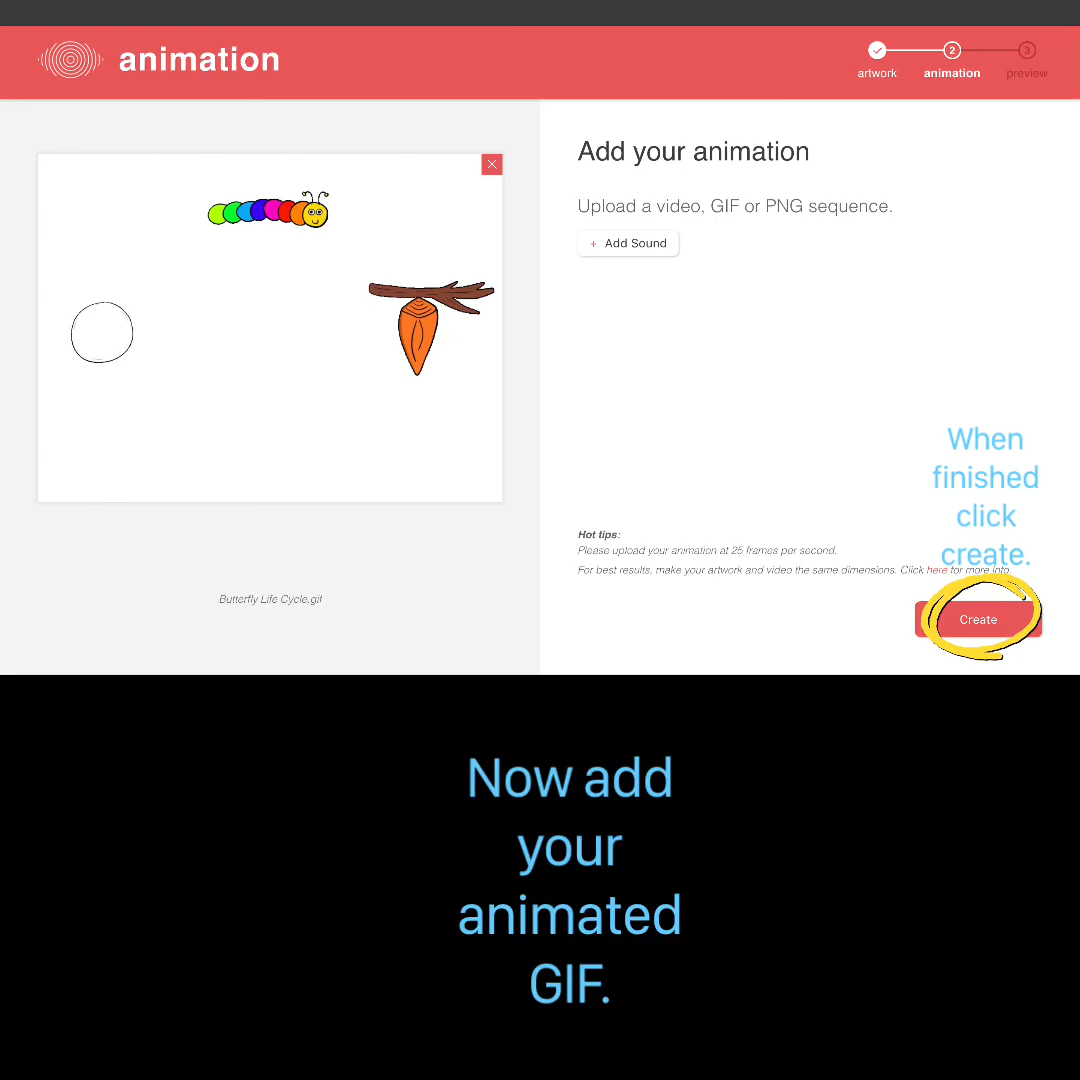 animation
2
3
artwork
animation
preview
Add your animation
Upload a video, GIF or PNG sequence.
+ Add Sound
When
finished
click
create.
Hot tips:
Please upload your animation at 25 frames per second.
For best results, make your artwork and video the same dimensions. Click here for more info.
Butterfly Life Cycle.gif
Create
Now add
your
animated
GIF.